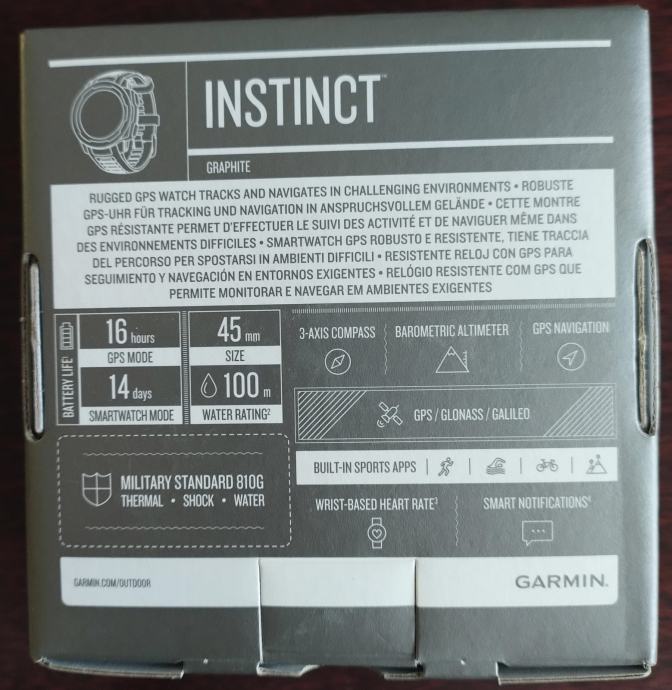 INSTINCT™
GRAPHITE
RUGGED GPS WATCH TRACKS AND NAVIGATES IN CHALLENGING ENVIRONMENTS • ROBUSTE
GPS-UHR FÜR TRACKING UND NAVIGATION IN ANSPRUCHSVOLLEM GELÄNDE • CETTE MONTRE
GPS RÉSISTANTE PERMET D'EFFECTUER LE SUIVI DES ACTIVITÉ ET DE NAVIGUER MÊME DANS
DES ENVIRONNEMENTS DIFFICILES • SMARTWATCH GPS ROBUSTO E RESISTENTE, TIENE TRACCIA
DEL PERCORSO PER SPOSTARSI IN AMBIENTI DIFFICILI • RESISTENTE RELOJ CON GPS PARA
SEGUIMIENTO Y NAVEGACIÓN EN ENTORNOS EXIGENTES • RELÓGIO RESISTENTE COM GPS QUE
PERMITE MONITORAR E NAVEGAR EM AMBIENTES EXIGENTES
BATTERY LIFE¹
16 hours
GPS MODE
14 days
SMARTWATCH MODE
45 mm
SIZE
100 m
WATER RATING²
3-AXIS COMPASS
BAROMETRIC ALTIMETER
GPS NAVIGATION
GPS / GLONASS / GALILEO
BUILT-IN SPORTS APPS
MILITARY STANDARD 810G
THERMAL • SHOCK • WATER
WRIST-BASED HEART RATE³
SMART NOTIFICATIONS⁴
GARMIN.COM/OUTDOOR
GARMIN.